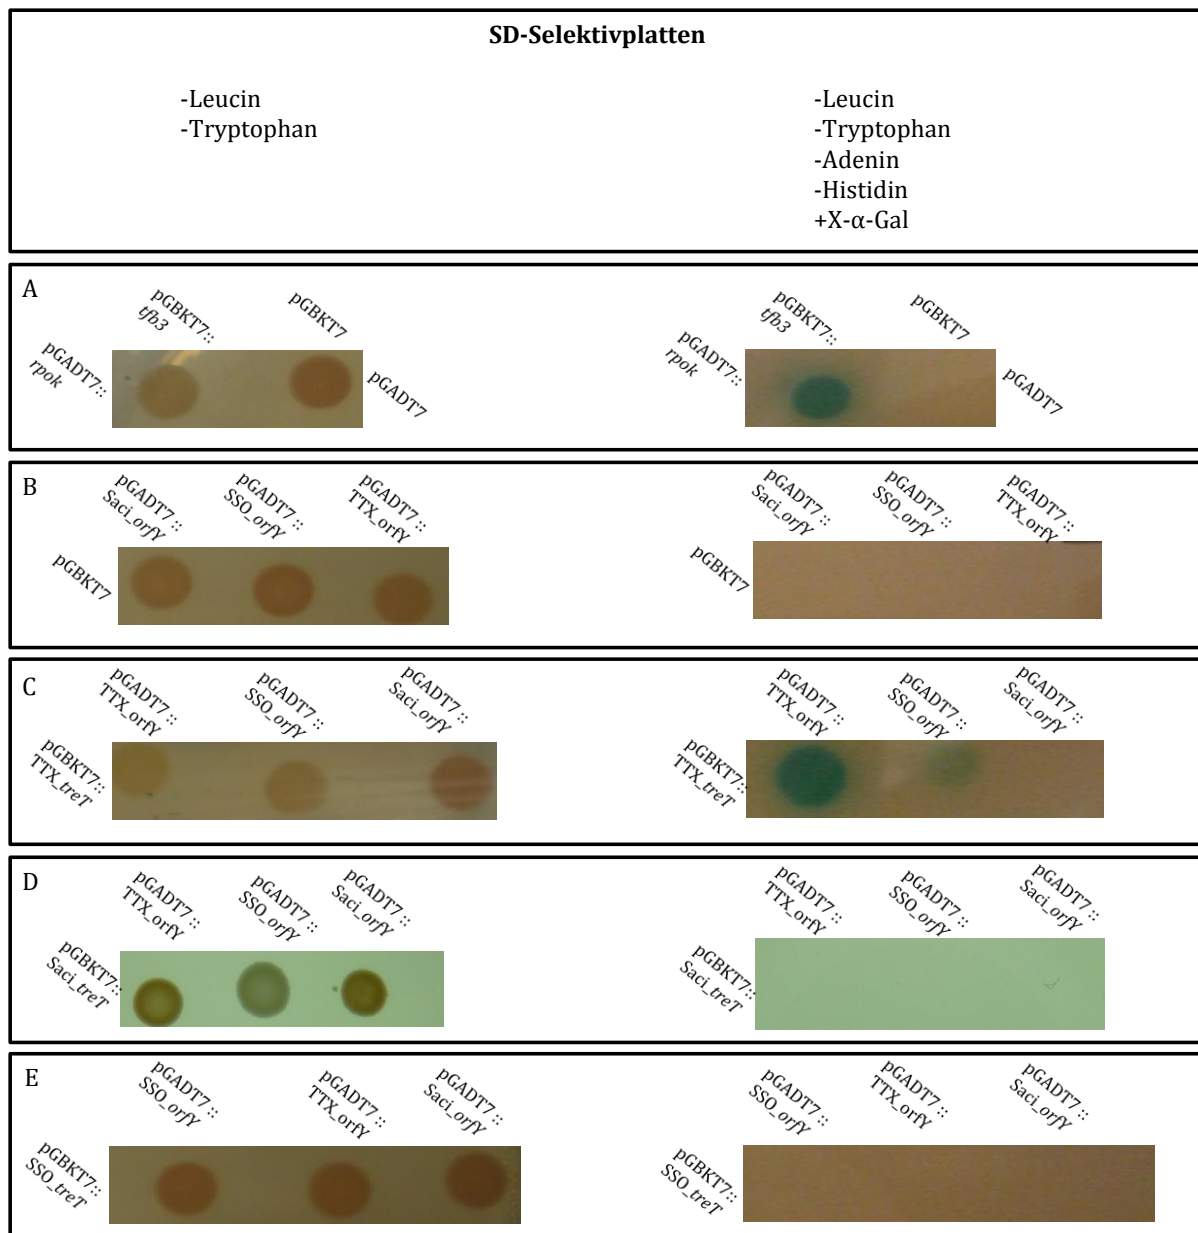 SD-Selektivplatten
-Leucin
-Tryptophan
-Leucin
-Tryptophan
-Adenin
-Histidin
+X-α-Gal
A
pGBKT7::
tfb3
pGBKT7
pGADT7::
rpok
pGADT7
pGBKT7::
tfb3
pGBKT7
pGADT7::
rpok
pGADT7
B
pGADT7::
Saci_orfY
pGADT7::
SSO_orfY
pGADT7::
TTX_orfY
pGBKT7
pGADT7::
Saci_orfY
pGADT7::
SSO_orfY
pGADT7::
TTX_orfY
pGBKT7
C
pGADT7::
TTX_orfY
pGADT7::
SSO_orfY
pGADT7::
Saci_orfY
pGBKT7::
TTX_treT
pGADT7::
TTX_orfY
pGADT7::
SSO_orfY
pGADT7::
Saci_orfY
pGBKT7::
TTX_treT
D
pGADT7::
TTX_orfY
pGADT7::
SSO_orfY
pGADT7::
Saci_orfY
pGBKT7::
Saci_treT
pGADT7::
TTX_orfY
pGADT7::
SSO_orfY
pGADT7::
Saci_orfY
pGBKT7::
Saci_treT
E
pGADT7::
SSO_orfY
pGADT7::
TTX_orfY
pGADT7::
Saci_orfY
pGBKT7::
SSO_treT
pGADT7::
SSO_orfY
pGADT7::
TTX_orfY
pGADT7::
Saci_orfY
pGBKT7::
SSO_treT